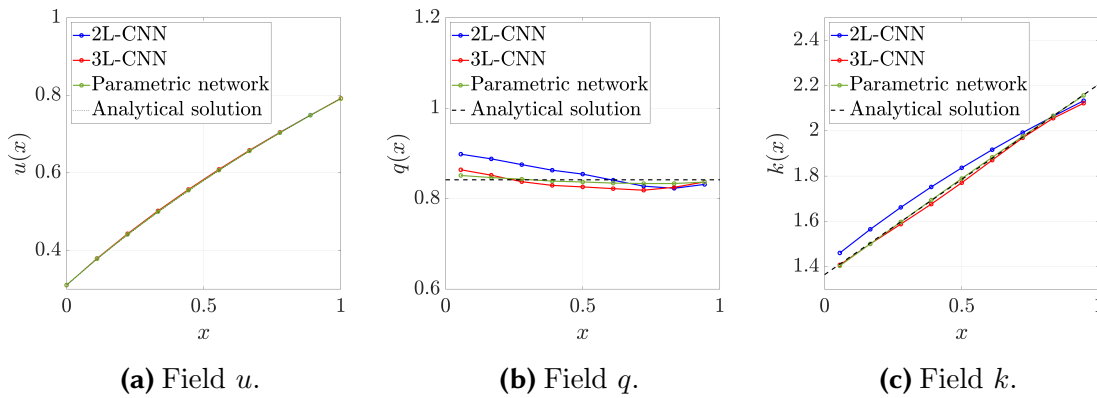 1
0.8
0.6
0.4
u(x)
2L-CNN
3L-CNN
Parametric network
Analytical solution
0
0.5
1
x
(a) Field u.
1.2
1
0.8
0.6
q(x)
2L-CNN
3L-CNN
Parametric network
Analytical solution
0
0.5
1
x
(b) Field q.
2.4
2.2
2
1.8
1.6
1.4
k(x)
2L-CNN
3L-CNN
Parametric network
Analytical solution
0
0.5
1
x
(c) Field k.